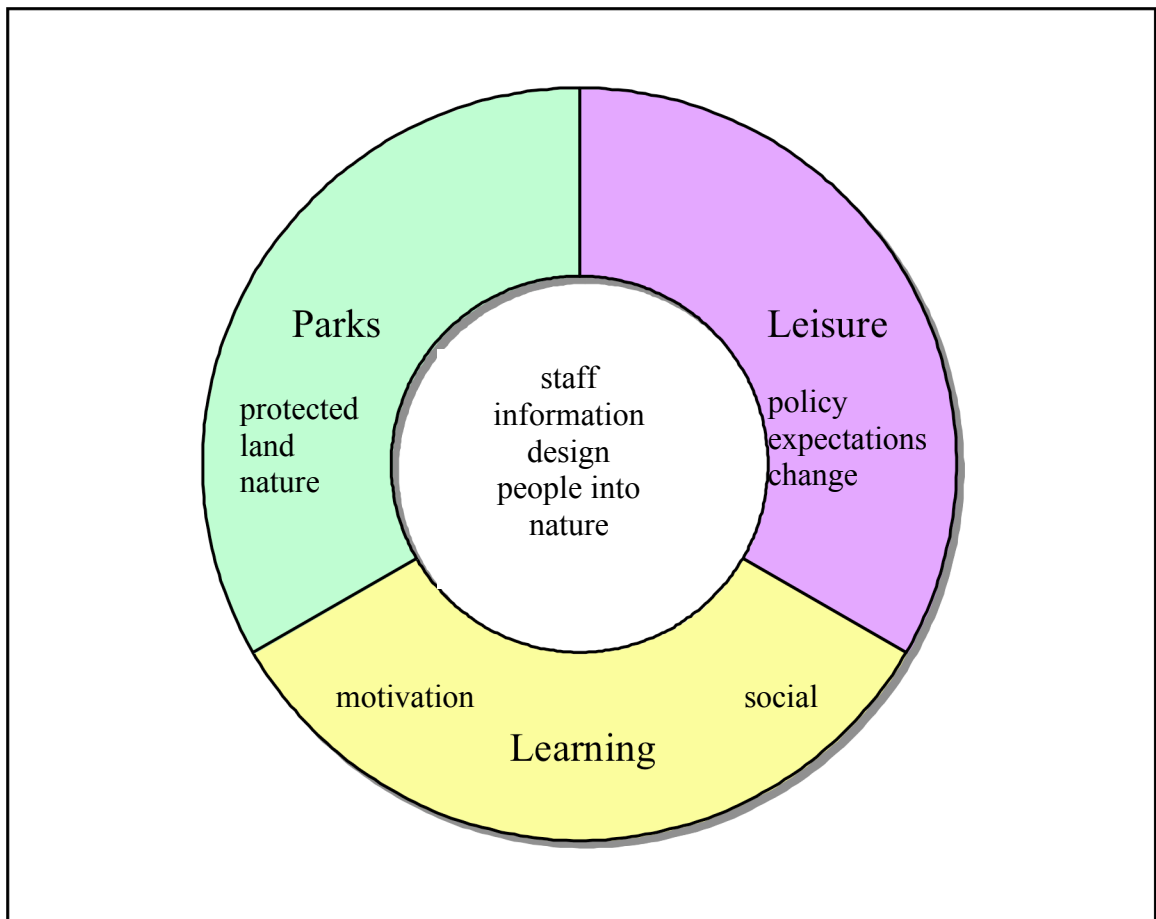 Parks
protected
land
nature
staff
information
design
people into
nature
Leisure
policy
expectations
change
motivation
social
Learning